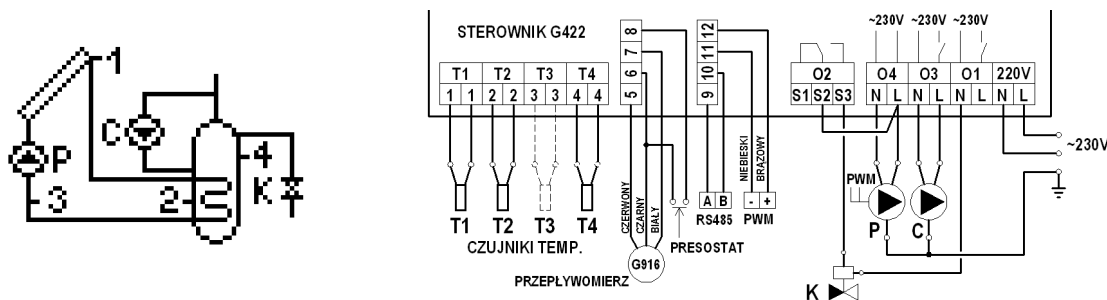 1
C
P
4
3
2
K
STEROWNIK G422
T1 T2 T3 T4
1 1 2 2 3 3 4 4
8
7
6
5
12
11
10
9
~230V ~230V ~230V
O2 O4 O3 O1 220V
S1 S2 S3 N L N L N L N L
~230V
CZERWONY
CZARNY
BIAŁY
NIEBIESKI
BRĄZOWY
PWM
A B - +
RS485 PWM
T1 T2 T3 T4
CZUJNIKI TEMP.
PRESOSTAT
P C
G916
PRZEPŁYWOMIERZ
K